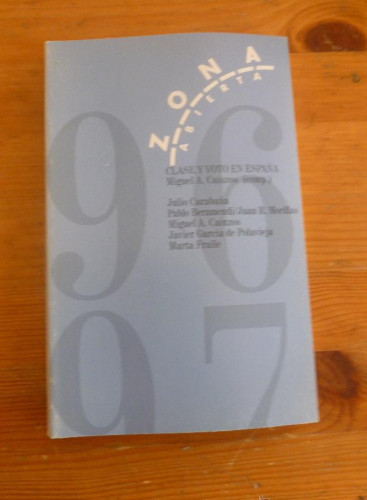 ZONA
ABIERTA
96
97
CLASE Y VOTO EN ESPAÑA
Miguel A. Caínzos (comp.)
Julio Carabaña
Pablo Beramendi/Juan E. Morillas
Miguel A. Caínzos
Javier García de Polavieja
Marta Fraile